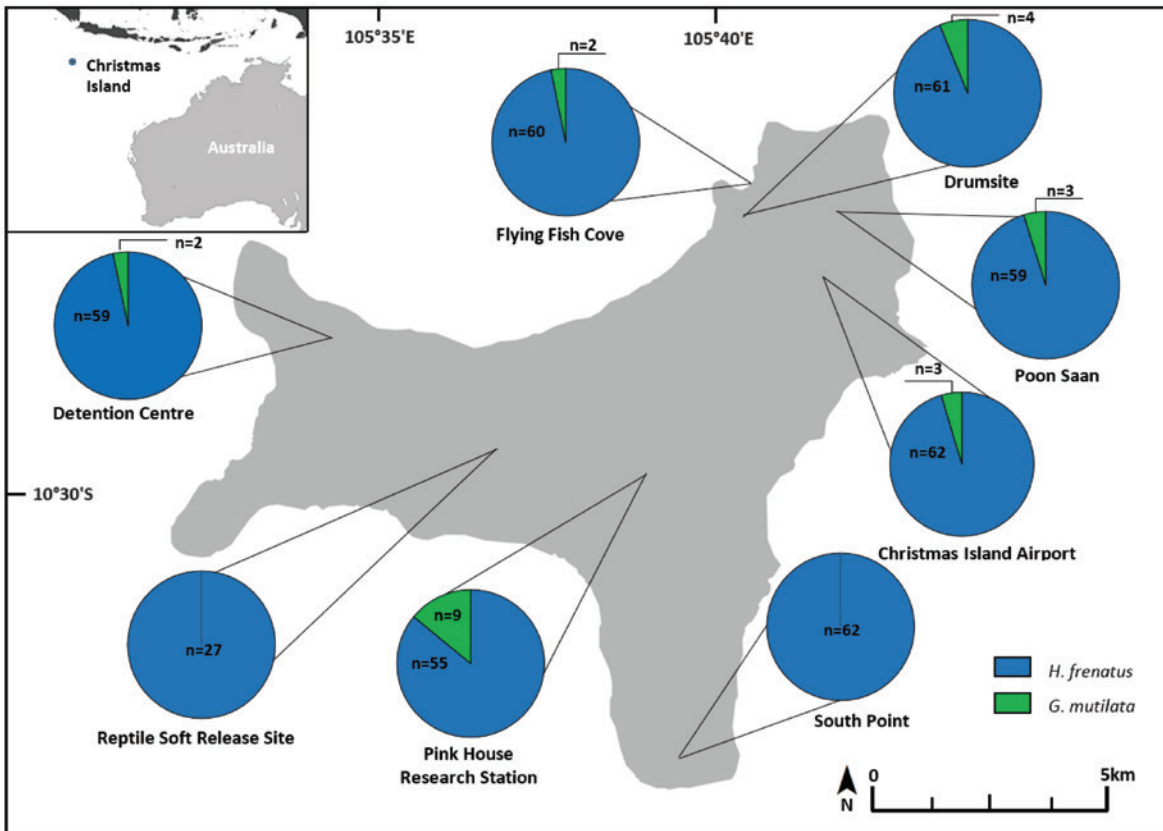 105°35'E
105°40'E
Christmas
Island
Australia
n=2
n=60
Flying Fish Cove
n=4
n=61
Drumsite
n=3
n=59
Poon Saan
n=2
n=59
Detention Centre
n=3
n=62
Christmas Island Airport
10°30'S
n=27
Reptile Soft Release Site
n=9
n=55
Pink House
Research Station
n=62
South Point
H. frenatus
G. mutilata
0
5km
N